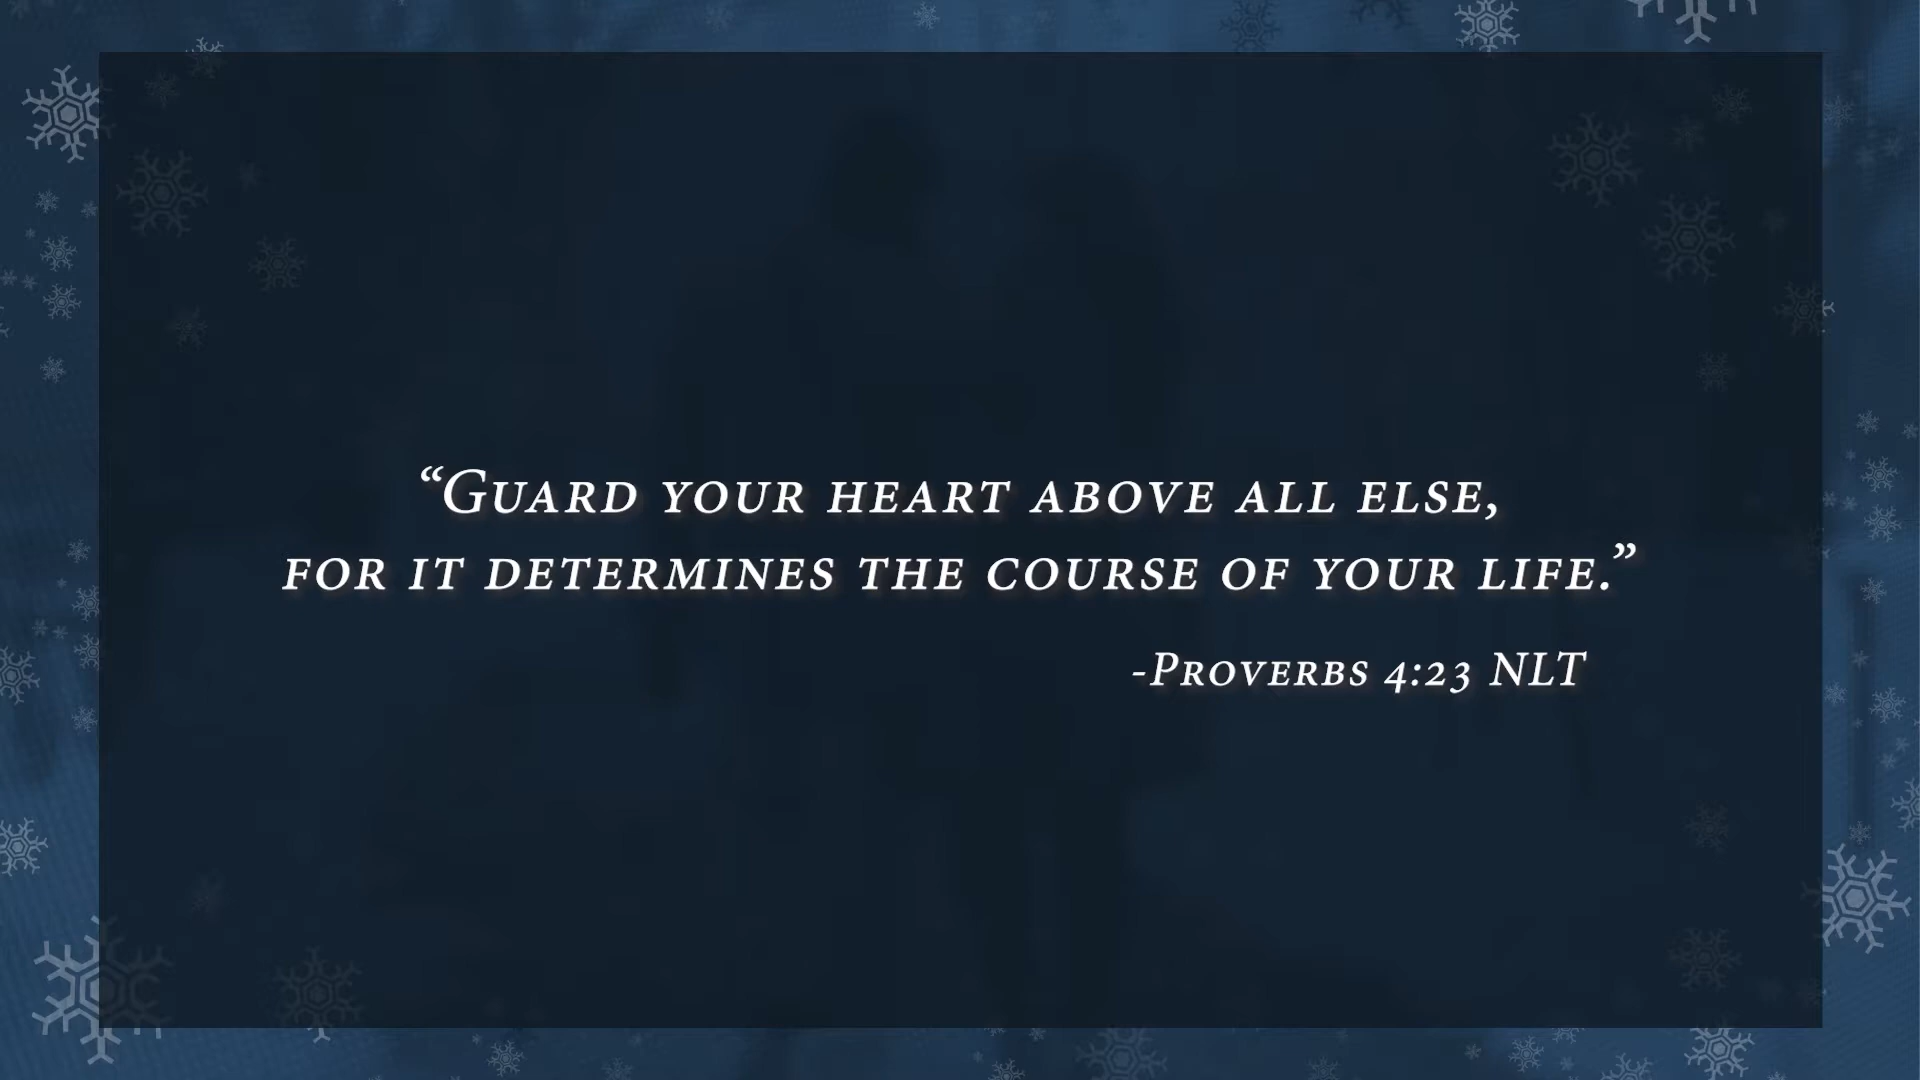 “Guard your heart above all else,
for it determines the course of your life.”
-Proverbs 4:23 NLT